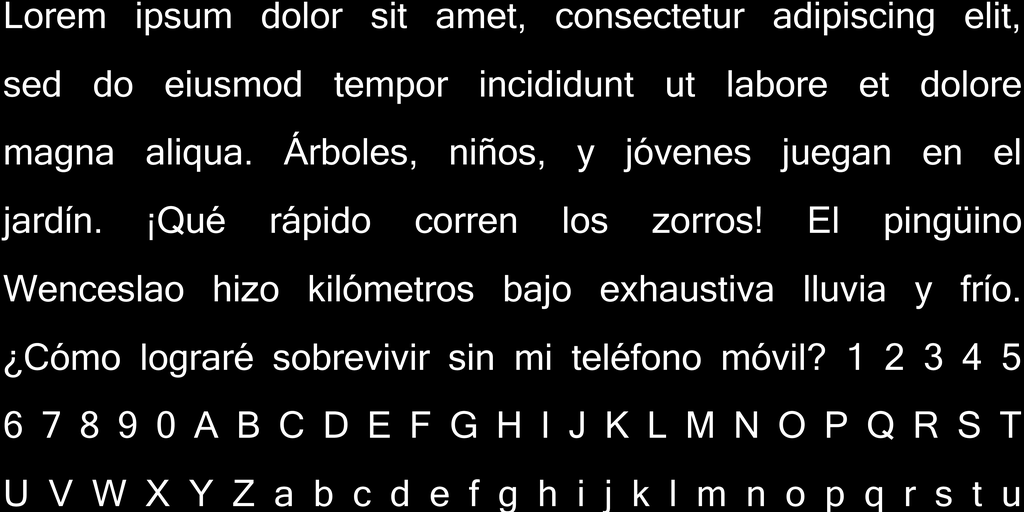 Lorem ipsum dolor sit amet, consectetur adipiscing elit,
sed do eiusmod tempor incididunt ut labore et dolore
magna aliqua. Árboles, niños, y jóvenes juegan en el
jardín. ¡Qué rápido corren los zorros! El pingüino
Wenceslao hizo kilómetros bajo exhaustiva lluvia y frío.
¿Cómo lograré sobrevivir sin mi teléfono móvil? 1 2 3 4 5
6 7 8 9 0 A B C D E F G H I J K L M N O P Q R S T
U V W X Y Z a b c d e f g h i j k l m n o p q r s t u